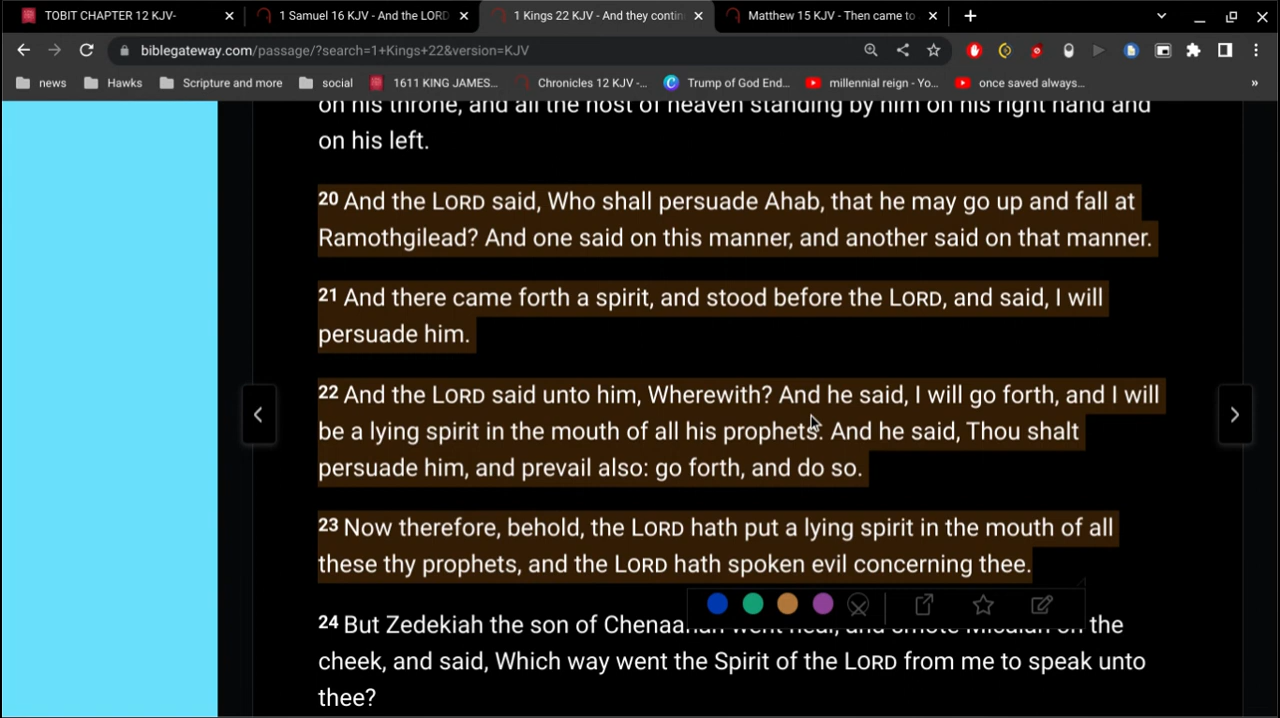 TOBIT CHAPTER 12 KJV-
1 Samuel 16 KJV - And the LORD
1 Kings 22 KJV - And they contin
Matthew 15 KJV - Then came to
biblegateway.com/passage/?search=1+Kings+22&version=KJV
news
Hawks
Scripture and more
social
1611 KING JAMES...
Chronicles 12 KJV -...
Trump of God End...
millennial reign - Yo...
once saved always...
on his throne, and all the host of heaven standing by him on his right hand and
on his left.
20 And the LORD said, Who shall persuade Ahab, that he may go up and fall at
Ramothgilead? And one said on this manner, and another said on that manner.
21 And there came forth a spirit, and stood before the LORD, and said, I will
persuade him.
22 And the LORD said unto him, Wherewith? And he said, I will go forth, and I will
be a lying spirit in the mouth of all his prophets. And he said, Thou shalt
persuade him, and prevail also: go forth, and do so.
23 Now therefore, behold, the LORD hath put a lying spirit in the mouth of all
these thy prophets, and the LORD hath spoken evil concerning thee.
24 But Zedekiah the son of Chenaanah went near, and smote Micaiah on the
cheek, and said, Which way went the Spirit of the LORD from me to speak unto
thee?